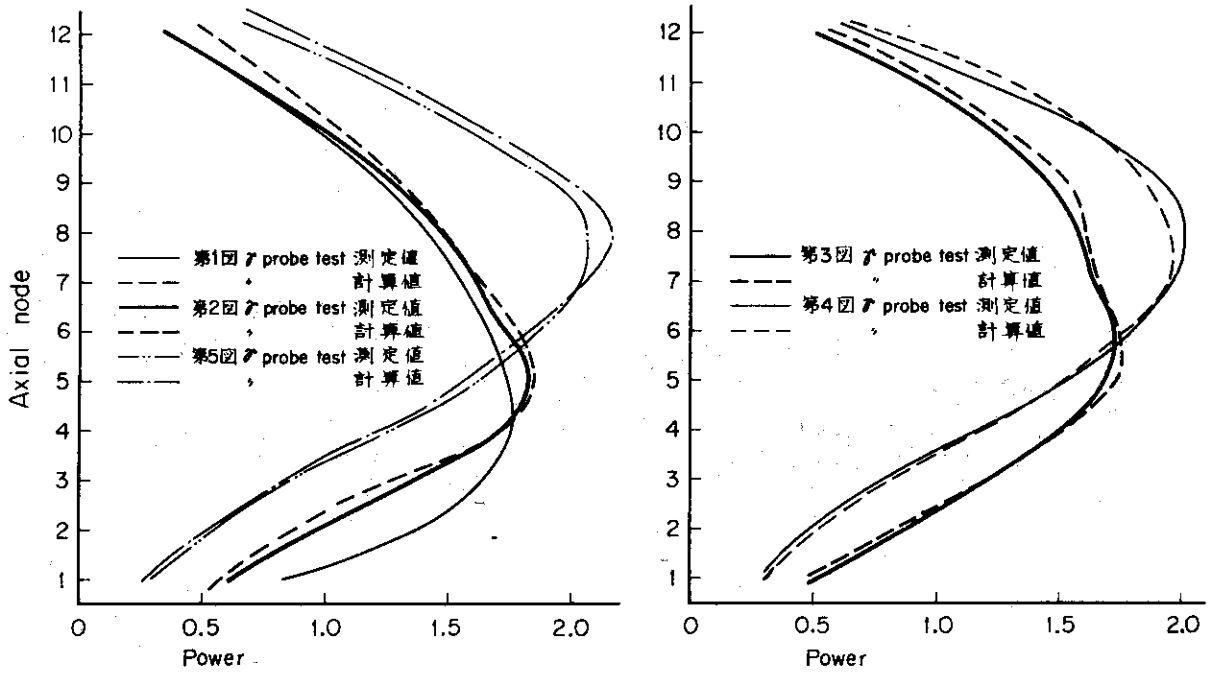 12
11
10
9
8
7
6
5
4
3
2
1
Axial node
第1図 γ probe test 測定値
〃 計算値
第2図 γ probe test 測定値
〃 計算値
第5図 γ probe test 測定値
〃 計算値
0 0.5 1.0 1.5 2.0
Power
12
11
10
9
8
7
6
5
4
3
2
1
第3図 γ probe test 測定値
〃 計算値
第4図 γ probe test 測定値
〃 計算値
0 0.5 1.0 1.5 2.0
Power